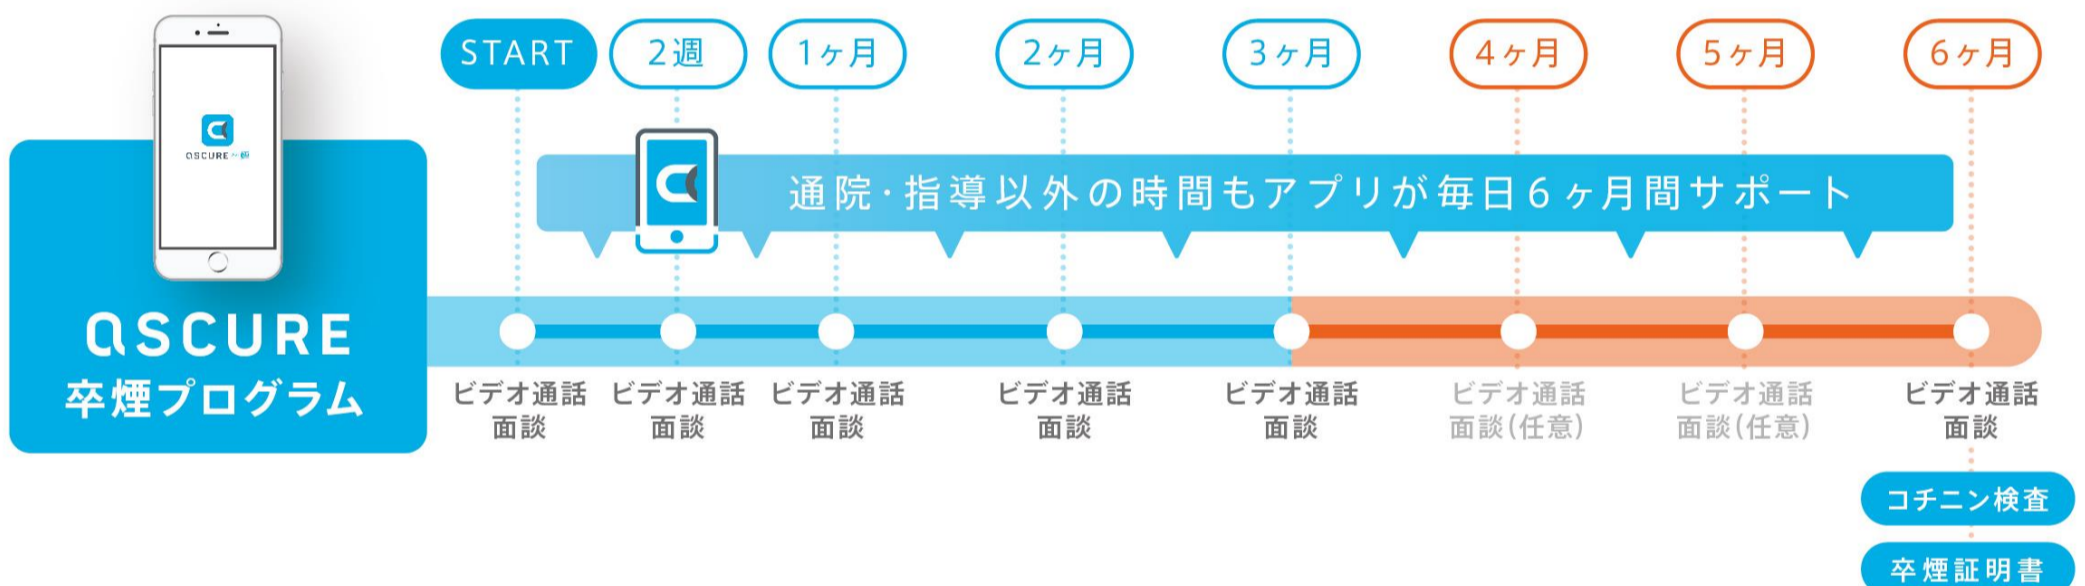 START
2週
1ヶ月
2ヶ月
3ヶ月
4ヶ月
5ヶ月
6ヶ月
通院・指導以外の時間もアプリが毎日6ヶ月間サポート
ascure 卒煙
ascure
卒煙プログラム
ビデオ通話
面談
ビデオ通話
面談
ビデオ通話
面談
ビデオ通話
面談
ビデオ通話
面談
ビデオ通話
面談(任意)
ビデオ通話
面談(任意)
ビデオ通話
面談
コチニン検査
卒煙証明書